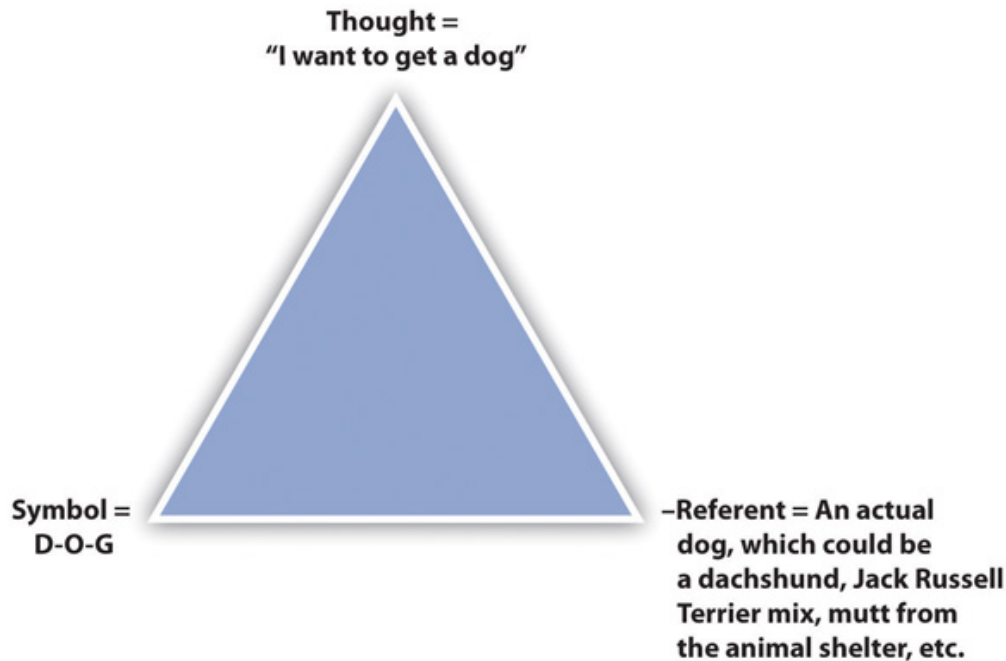 Thought =
“I want to get a dog”
Symbol =
D-O-G
–Referent = An actual
dog, which could be
a dachshund, Jack Russell
Terrier mix, mutt from
the animal shelter, etc.